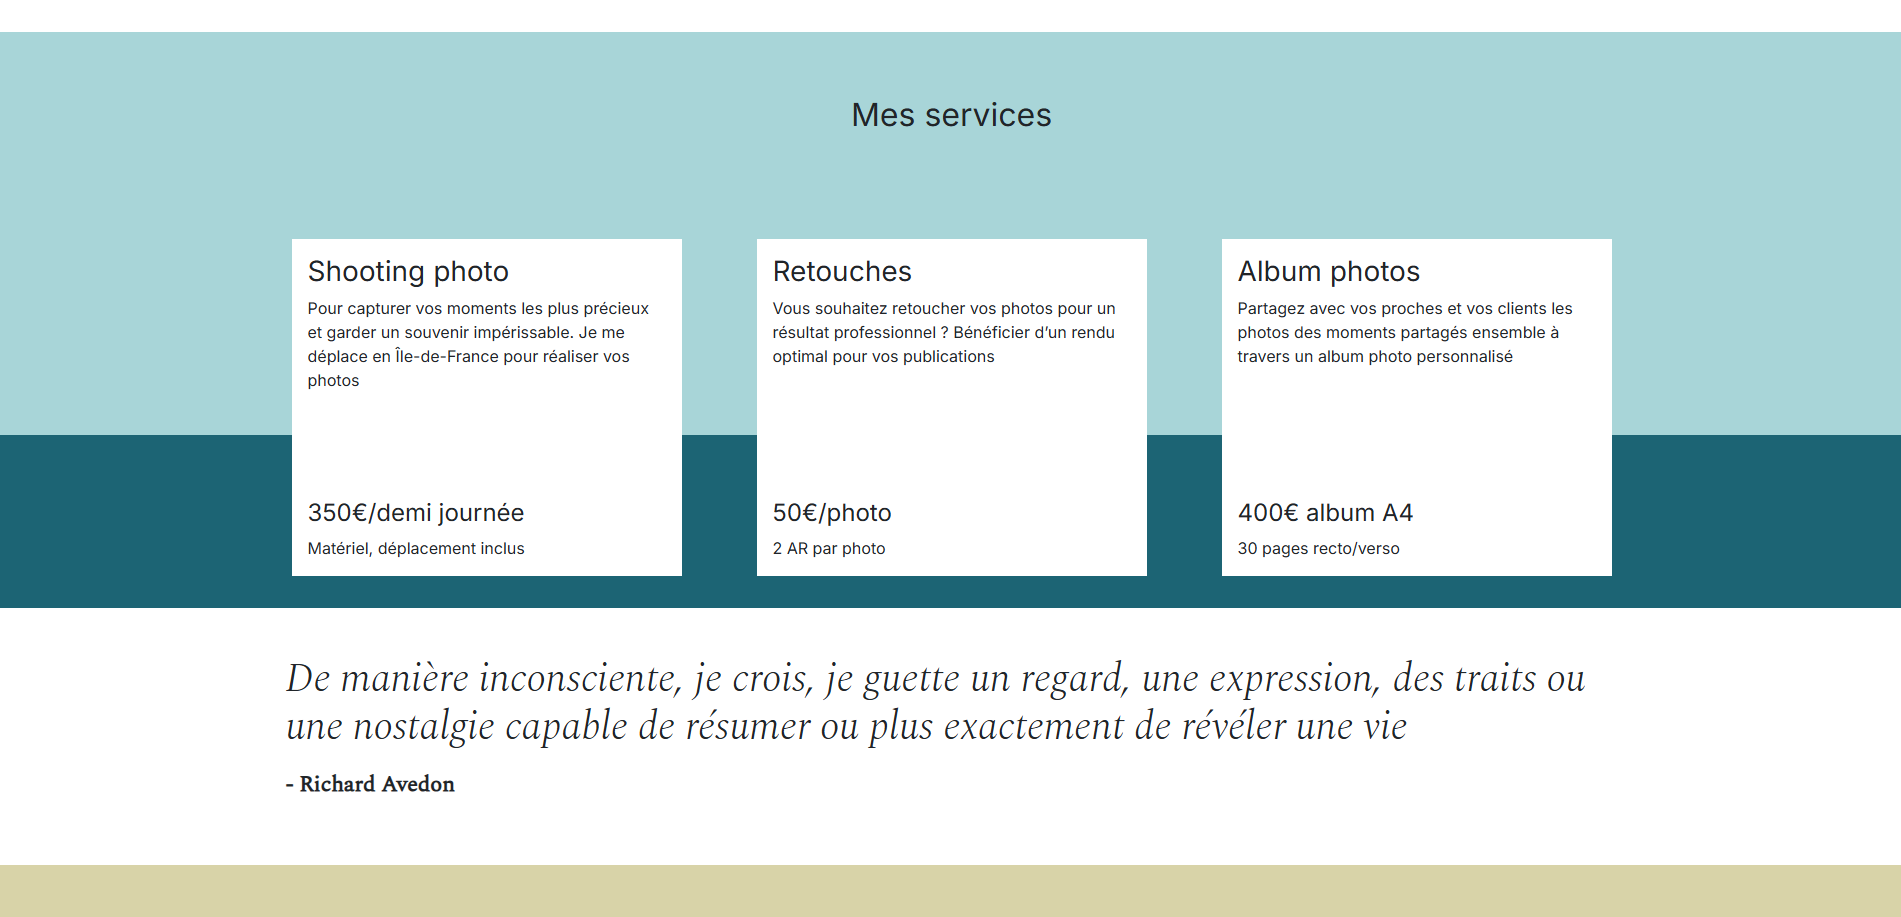 Mes services
Shooting photo
Pour capturer vos moments les plus précieux
et garder un souvenir impérissable. Je me
déplace en Île-de-France pour réaliser vos
photos
350€/demi journée
Matériel, déplacement inclus
Retouches
Vous souhaitez retoucher vos photos pour un
résultat professionnel ? Bénéficier d’un rendu
optimal pour vos publications
50€/photo
2 AR par photo
Album photos
Partagez avec vos proches et vos clients les
photos des moments partagés ensemble à
travers un album photo personnalisé
400€ album A4
30 pages recto/verso
De manière inconsciente, je crois, je guette un regard, une expression, des traits ou
une nostalgie capable de résumer ou plus exactement de révéler une vie
- Richard Avedon